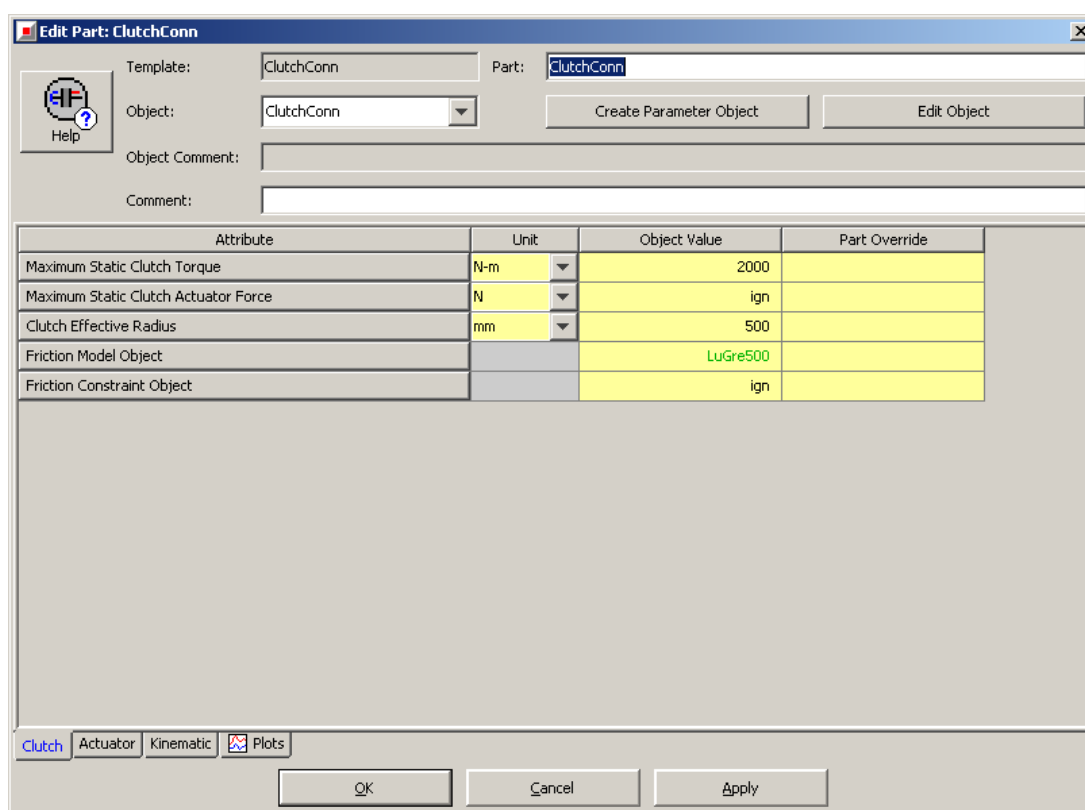 Edit Part: ClutchConn
Template: ClutchConn Part: ClutchConn
Help
Object: ClutchConn Create Parameter Object Edit Object
Object Comment:
Comment:
Attribute Unit Object Value Part Override
Maximum Static Clutch Torque N-m 2000
Maximum Static Clutch Actuator Force N ign
Clutch Effective Radius mm 500
Friction Model Object LuGre500
Friction Constraint Object ign
Clutch Actuator Kinematic Plots
OK Cancel Apply